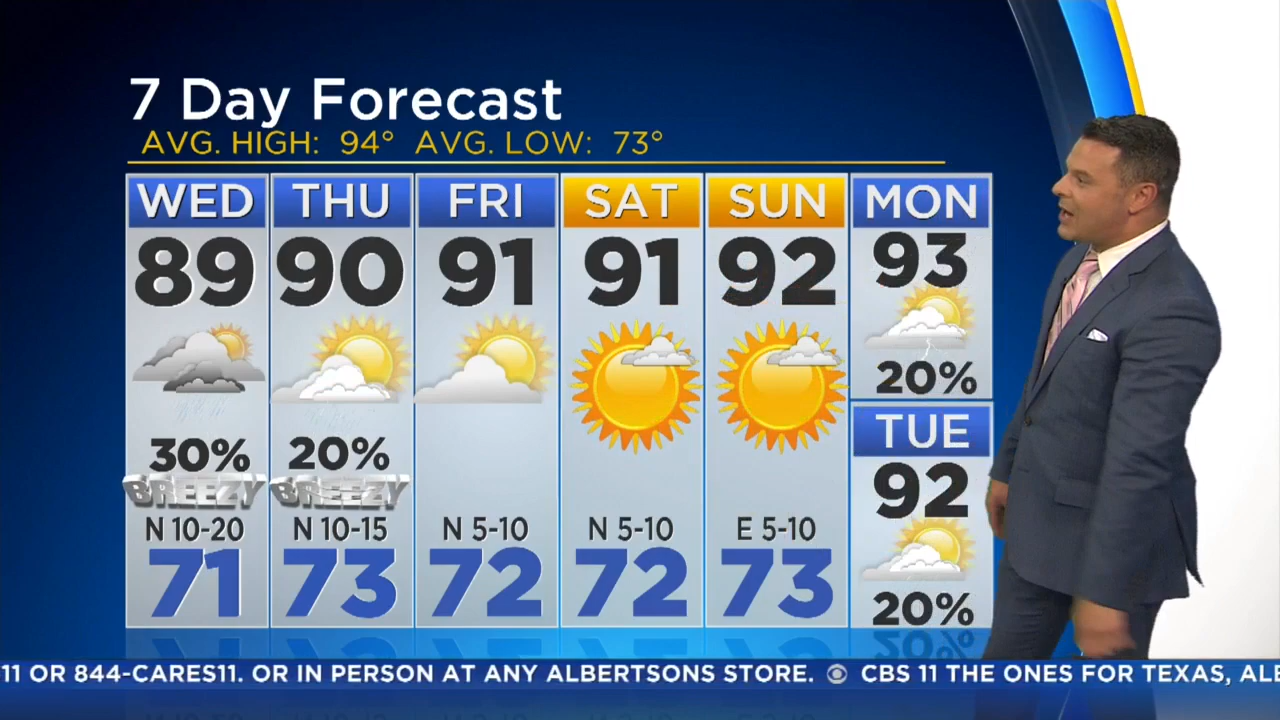 7 Day Forecast
AVG. HIGH: 94° AVG. LOW: 73°
WED
89
30%
BREEZY
N 10-20
71
THU
90
20%
BREEZY
N 10-15
73
FRI
91
N 5-10
72
SAT
91
N 5-10
72
SUN
92
E 5-10
73
MON
93
20%
TUE
92
20%
11 OR 844-CARES11. OR IN PERSON AT ANY ALBERTSONS STORE. CBS 11 THE ONES FOR TEXAS, ALB